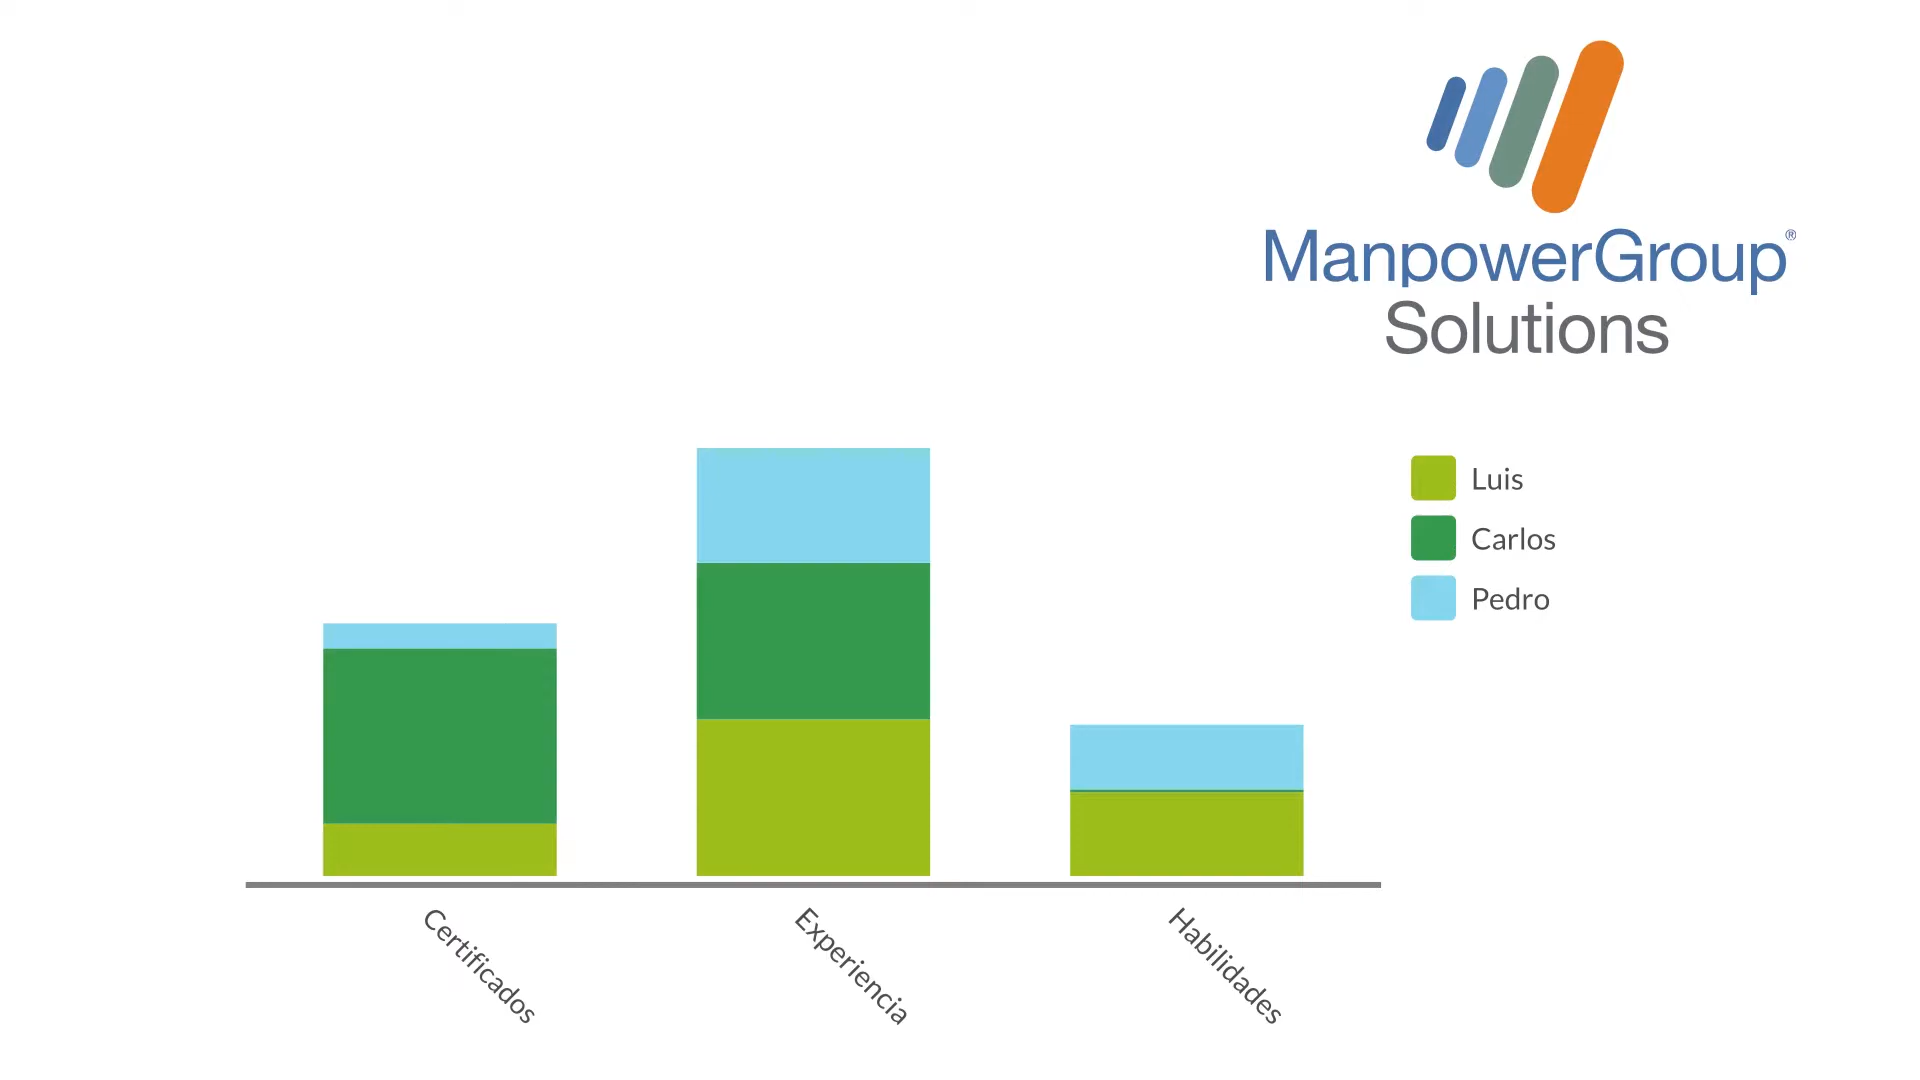 ManpowerGroup®
Solutions
Luis
Carlos
Pedro
Certificados
Experiencia
Habilidades